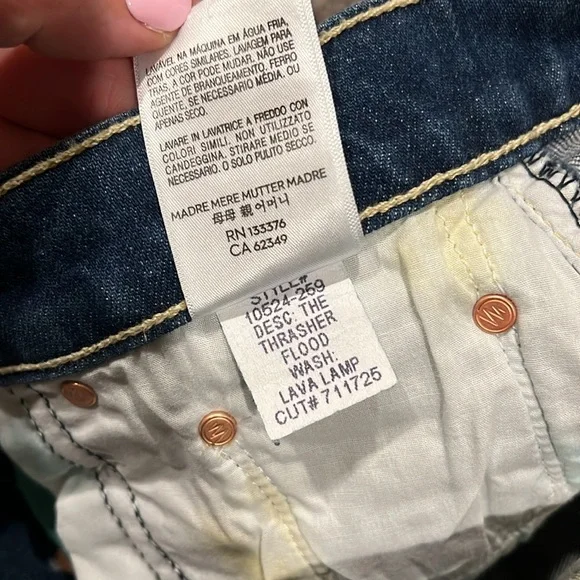 LAVÁVEL NA MÁQUINA EM ÁGUA FRIA,
COM CORES SIMILARES. LAVAGEM PARA
TRAS, A COR PODE MUDAR. NÃO USE
AGENTE DE BRANQUEAMENTO. FERRO
QUENTE, SE NECESSÁRIO MÉDIA. OU
APENAS SECO.
LAVARE IN LAVATRICE A FREDDO CON
COLORI SIMILI. NON UTILIZZATO
CANDEGGINA. STIRARE MEDIO SE
NECESSARIO. O SOLO PULITO SECCO.
MADRE MERE MUTTER MADRE
母母 親 어머니
RN 133376
CA 62349
STYLE#
10524-259
DESC: THE
THRASHER
FLOOD
WASH:
LAVA LAMP
CUT# 711725